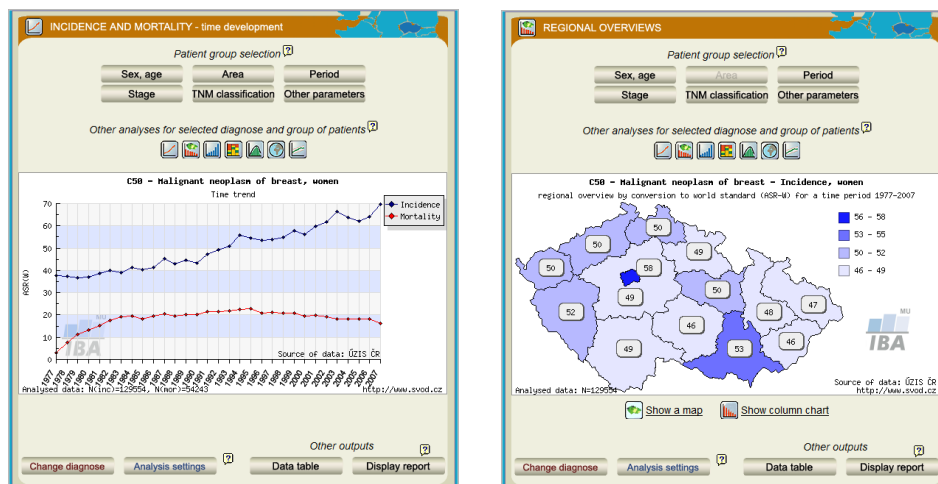 INCIDENCE AND MORTALITY - time development
Patient group selection ?
Sex, age Area Period
Stage TNM classification Other parameters
Other analyses for selected diagnose and group of patients ?
C50 - Malignant neoplasm of breast, women
Time trend
Incidence
Mortality
ASR(W)
70
60
50
40
30
20
10
0
MU
IBA
Source of data: ÚZIS ČR
1977 1978 1979 1980 1981 1982 1983 1984 1985 1986 1987 1988 1989 1990 1991 1992 1993 1994 1995 1996 1997 1998 1999 2000 2001 2002 2003 2004 2005 2006 2007
Analysed data: N(inc)=129554, N(mor)=54243 http://www.svod.cz
Other outputs ?
Change diagnose Analysis settings ? Data table Display report
REGIONAL OVERVIEWS
Patient group selection ?
Sex, age Area Period
Stage TNM classification Other parameters
Other analyses for selected diagnose and group of patients ?
C50 - Malignant neoplasm of breast - Incidence, women
regional overview by conversion to world standard (ASR-W) for a time period 1977-2007
56 - 58
53 - 55
50 - 52
46 - 49
50
50
49
50
58
49
50
47
52
48
46
46
49
53
MU
IBA
Source of data: ÚZIS ČR
Analysed data: N=129554 http://www.svod.cz
Show a map Show column chart
Other outputs ?
Change diagnose Analysis settings ? Data table Display report